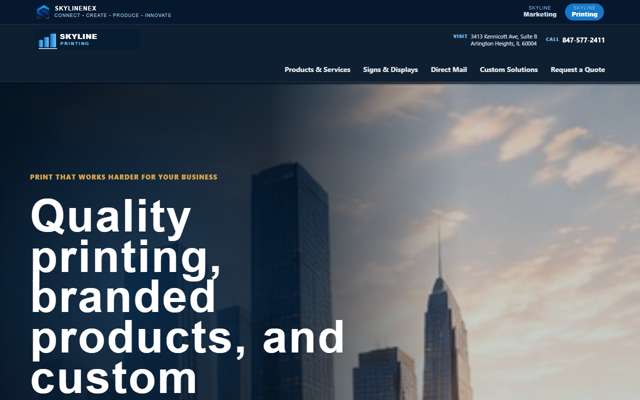 SKYLINENEX
CONNECT • CREATE • PRODUCE • INNOVATE
SKYLINE
Marketing
SKYLINE
Printing
SKYLINE
PRINTING
VISIT 3413 Kennicott Ave, Suite B
Arlington Heights, IL 60004
CALL 847-577-2411
Products & Services Signs & Displays Direct Mail Custom Solutions Request a Quote
PRINT THAT WORKS HARDER FOR YOUR BUSINESS
Quality
printing,
branded
products, and
custom